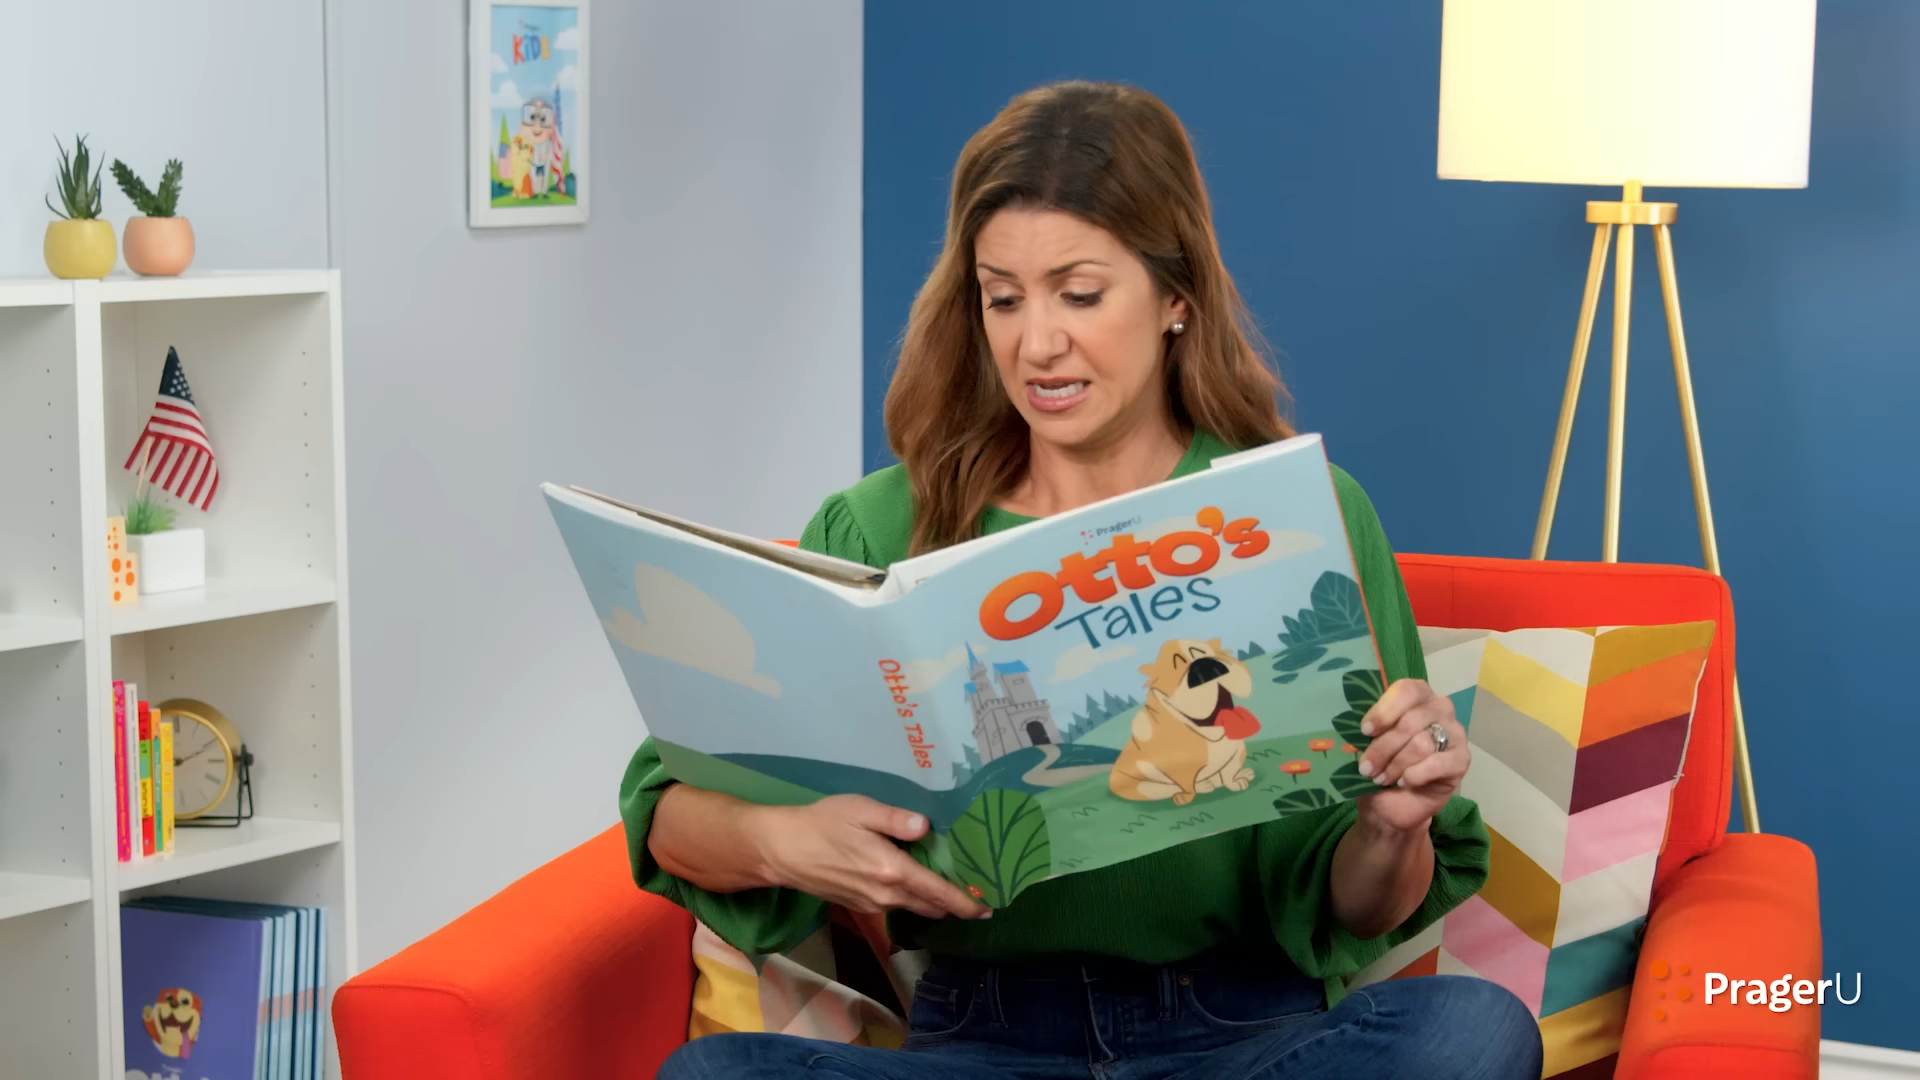 KiDS
PragerU
Otto's
Tales
Otto's Tales
PragerU